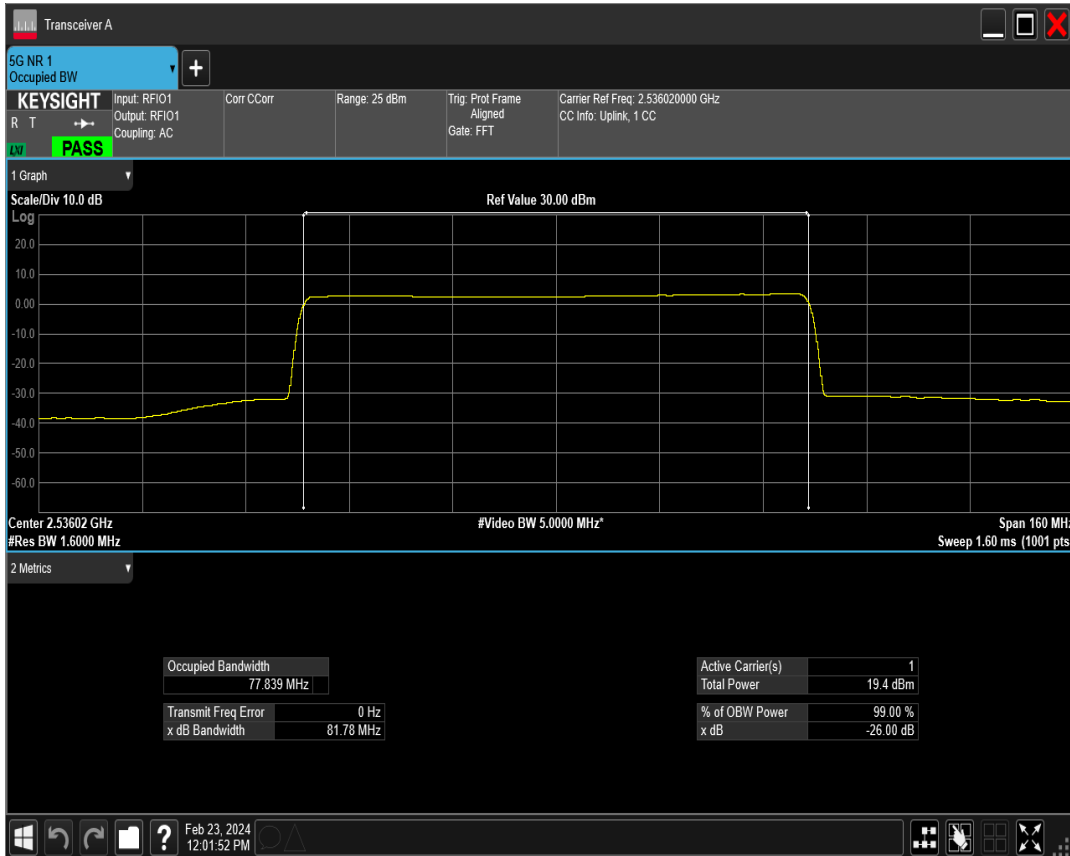 Transceiver A
5G NR 1
Occupied BW
+
KEYSIGHT
R T
LXI
PASS
Input: RFIO1
Output: RFIO1
Coupling: AC
Corr CCorr
Range: 25 dBm
Trig: Prot Frame
Aligned
Gate: FFT
Carrier Ref Freq: 2.536020000 GHz
CC Info: Uplink, 1 CC
1 Graph
Scale/Div 10.0 dB
Ref Value 30.00 dBm
Log
20.0
10.0
0.00
-10.0
-20.0
-30.0
-40.0
-50.0
-60.0
Center 2.53602 GHz
#Video BW 5.0000 MHz*
Span 160 MHz
#Res BW 1.6000 MHz
Sweep 1.60 ms (1001 pts
2 Metrics
Occupied Bandwidth
77.839 MHz
Transmit Freq Error 0 Hz
x dB Bandwidth 81.78 MHz
Active Carrier(s) 1
Total Power 19.4 dBm
% of OBW Power 99.00 %
x dB -26.00 dB
?
Feb 23, 2024
12:01:52 PM